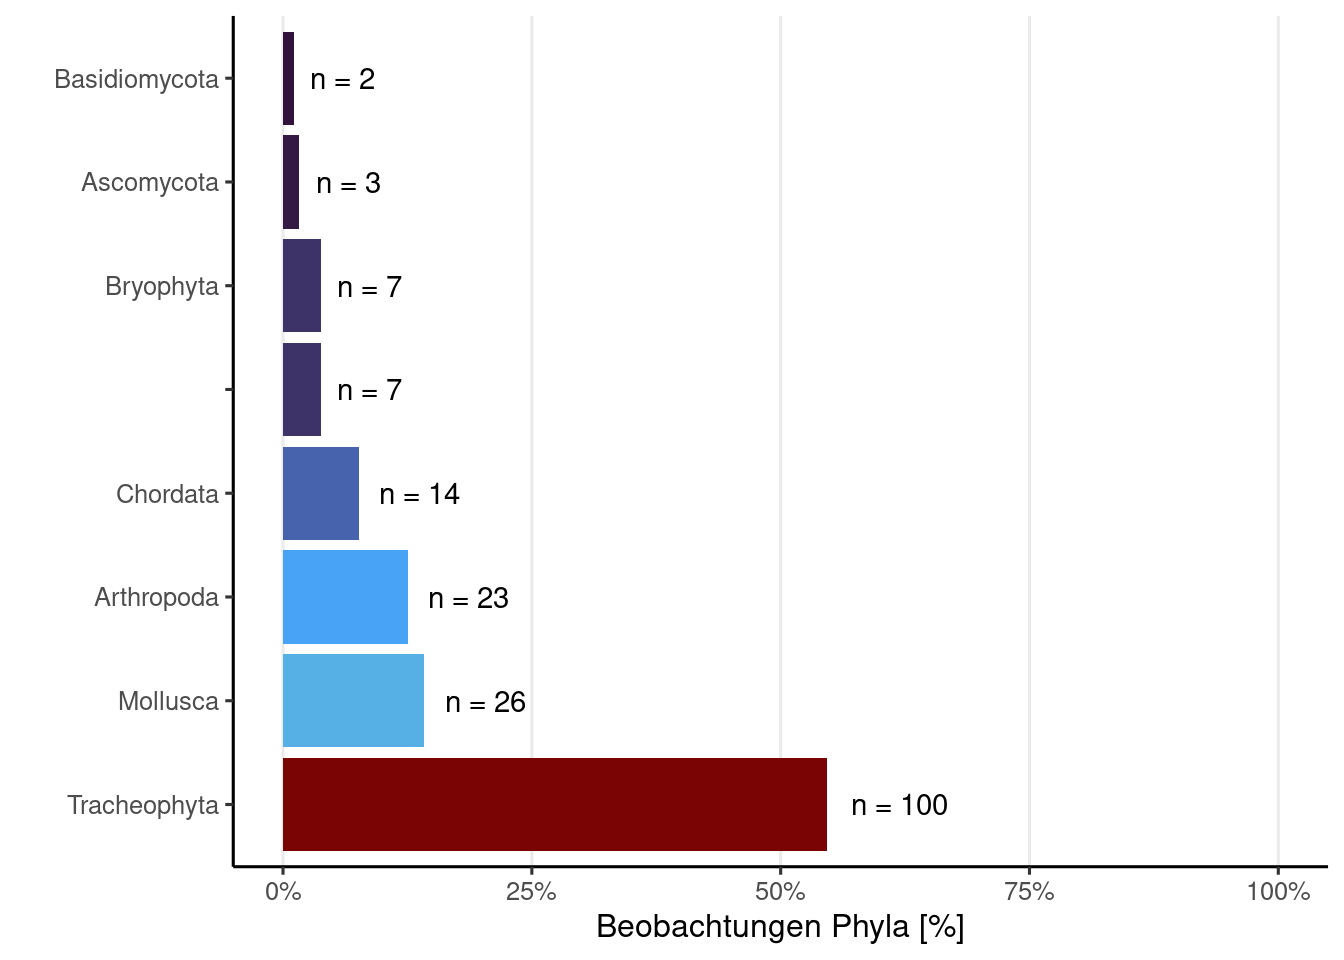 Basidiomycota n = 2
Ascomycota n = 3
Bryophyta n = 7
n = 7
Chordata n = 14
Arthropoda n = 23
Mollusca n = 26
Tracheophyta n = 100
0% 25% 50% 75% 100%
Beobachtungen Phyla [%]